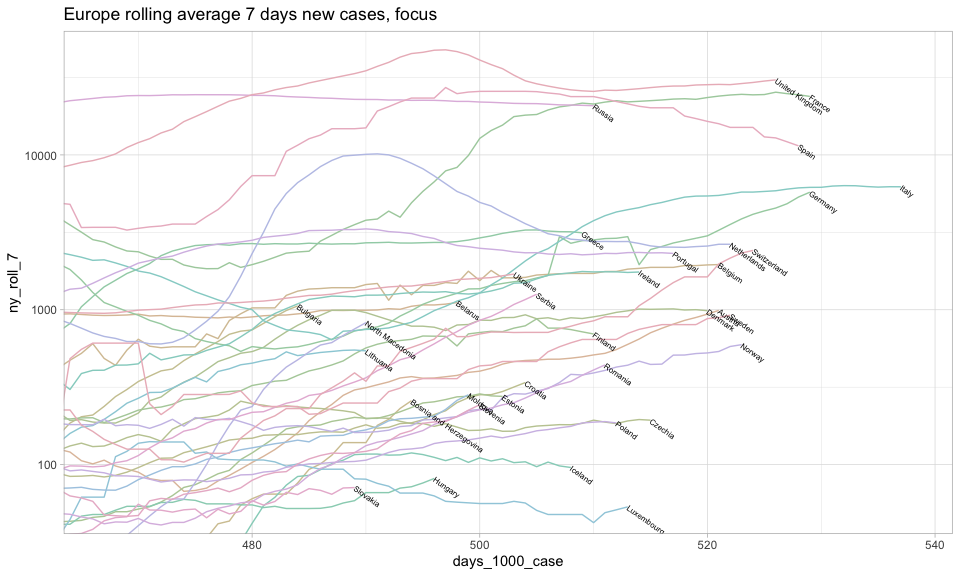 Europe rolling average 7 days new cases, focus
ny_roll_7
10000
1000
100
United Kingdom
France
Russia
Spain
Italy
Germany
Greece
Netherlands
Switzerland
Portugal
Belgium
Ireland
Ukraine
Serbia
Belarus
Bulgaria
Sweden
Denmark
North Macedonia
Finland
Norway
Lithuania
Romania
Croatia
Estonia
Slovenia
Bosnia and Herzegovina
Poland
Czechia
Iceland
Hungary
Slovakia
Luxembourg
480
500
520
540
days_1000_case